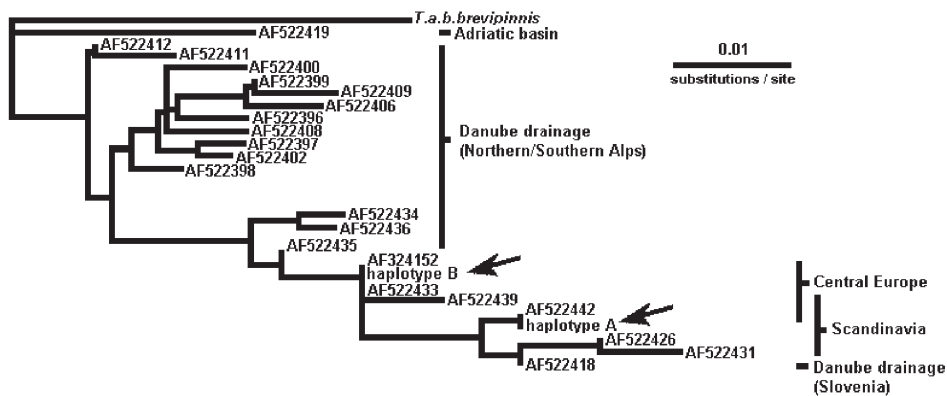 T.a.b.brevipinnis
AF522419
Adriatic basin
0.01
substitutions / site
AF522412
AF522411
AF522400
AF522399
AF522409
AF522406
AF522396
AF522408
AF522397
AF522402
AF522398
Danube drainage
(Northern/Southern Alps)
AF522434
AF522436
AF522435
AF324152
haplotype B
AF522433
AF522439
AF522442
haplotype A
AF522426
AF522431
AF522418
Central Europe
Scandinavia
Danube drainage
(Slovenia)